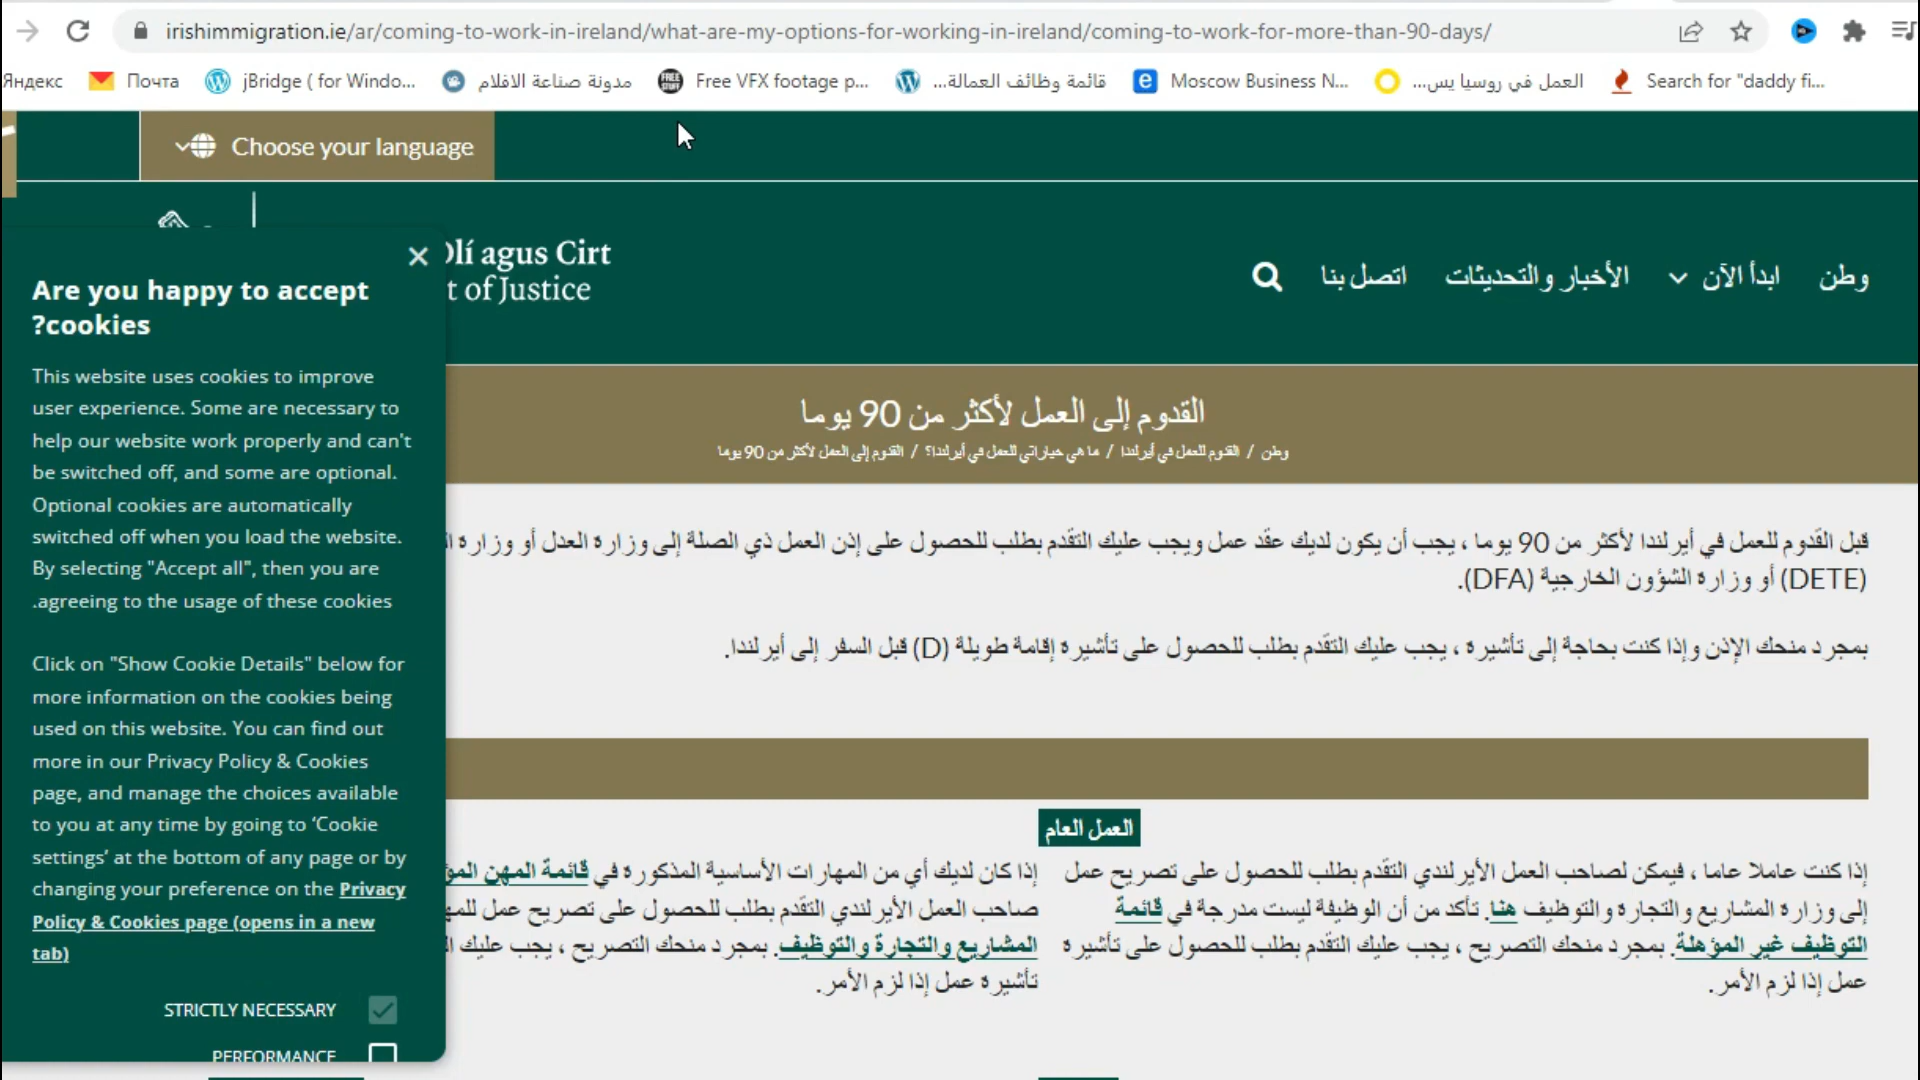 irishimmigration.ie/ar/coming-to-work-in-ireland/what-are-my-options-for-working-in-ireland/coming-to-work-for-more-than-90-days/
Яндекс
Почта
jBridge ( for Windo...
مدونة صناعة الافلام
Free VFX footage p...
قائمة وظائف العمالة...
Moscow Business N...
العمل في روسيا يس...
Search for "daddy fi...
Choose your language
وطن
ابدأ الآن
الأخبار والتحديثات
اتصل بنا
Olí agus Cirt
t of Justice
القدوم إلى العمل لأكثر من 90 يوما
وطن / القدوم للعمل في أيرلندا / ما هي خياراتي للعمل في أيرلندا؟ / القدوم إلى العمل لأكثر من 90 يوما
قبل القدوم للعمل في أيرلندا لأكثر من 90 يوما ، يجب أن يكون لديك عقد عمل ويجب عليك التقدم بطلب للحصول على إذن العمل ذي الصلة إلى وزارة العدل أو وزارة
(DETE) أو وزارة الشؤون الخارجية (DFA).
بمجرد منحك الإذن وإذا كنت بحاجة إلى تأشيرة ، يجب عليك التقدم بطلب للحصول على تأشيرة إقامة طويلة (D) قبل السفر إلى أيرلندا.
العمل العام
إذا كنت عاملا عاما ، فيمكن لصاحب العمل الأيرلندي التقدم بطلب للحصول على تصريح عمل
إلى وزارة المشاريع والتجارة والتوظيف هنا. تأكد من أن الوظيفة ليست مدرجة في قائمة
التوظيف غير المؤهلة. بمجرد منحك التصريح ، يجب عليك التقدم بطلب للحصول على تأشيرة
عمل إذا لزم الأمر.
إذا كان لديك أي من المهارات الأساسية المذكورة في قائمة المهن
صاحب العمل الأيرلندي التقدم بطلب للحصول على تصريح عمل
المشاريع والتجارة والتوظيف. بمجرد منحك التصريح ، يجب عليك
تأشيرة عمل إذا لزم الأمر.
Are you happy to accept
?cookies
This website uses cookies to improve
user experience. Some are necessary to
help our website work properly and can't
be switched off, and some are optional.
Optional cookies are automatically
switched off when you load the website.
By selecting "Accept all", then you are
.agreeing to the usage of these cookies
Click on "Show Cookie Details" below for
more information on the cookies being
used on this website. You can find out
more in our Privacy Policy & Cookies
page, and manage the choices available
to you at any time by going to ‘Cookie
settings’ at the bottom of any page or by
changing your preference on the Privacy
Policy & Cookies page (opens in a new
tab)
STRICTLY NECESSARY
PERFORMANCE